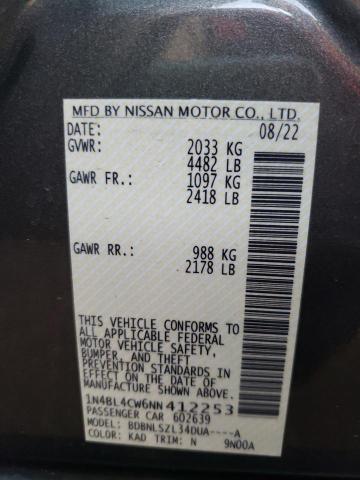 MFD BY NISSAN MOTOR CO., LTD.
DATE: 08/22
GVWR: 2033 KG
4482 LB
GAWR FR.: 1097 KG
2418 LB
GAWR RR.: 988 KG
2178 LB
THIS VEHICLE CONFORMS TO
ALL APPLICABLE FEDERAL
MOTOR VEHICLE SAFETY,
BUMPER, AND THEFT
PREVENTION STANDARDS
IN EFFECT ON THE DATE OF
MANUFACTURE SHOWN ABOVE.
1N4BL4CW6NN412253
PASSENGER CAR 602639
MODEL: BDBNLSZL34DUA----A
COLOR: KAD TRIM: N 9N00A